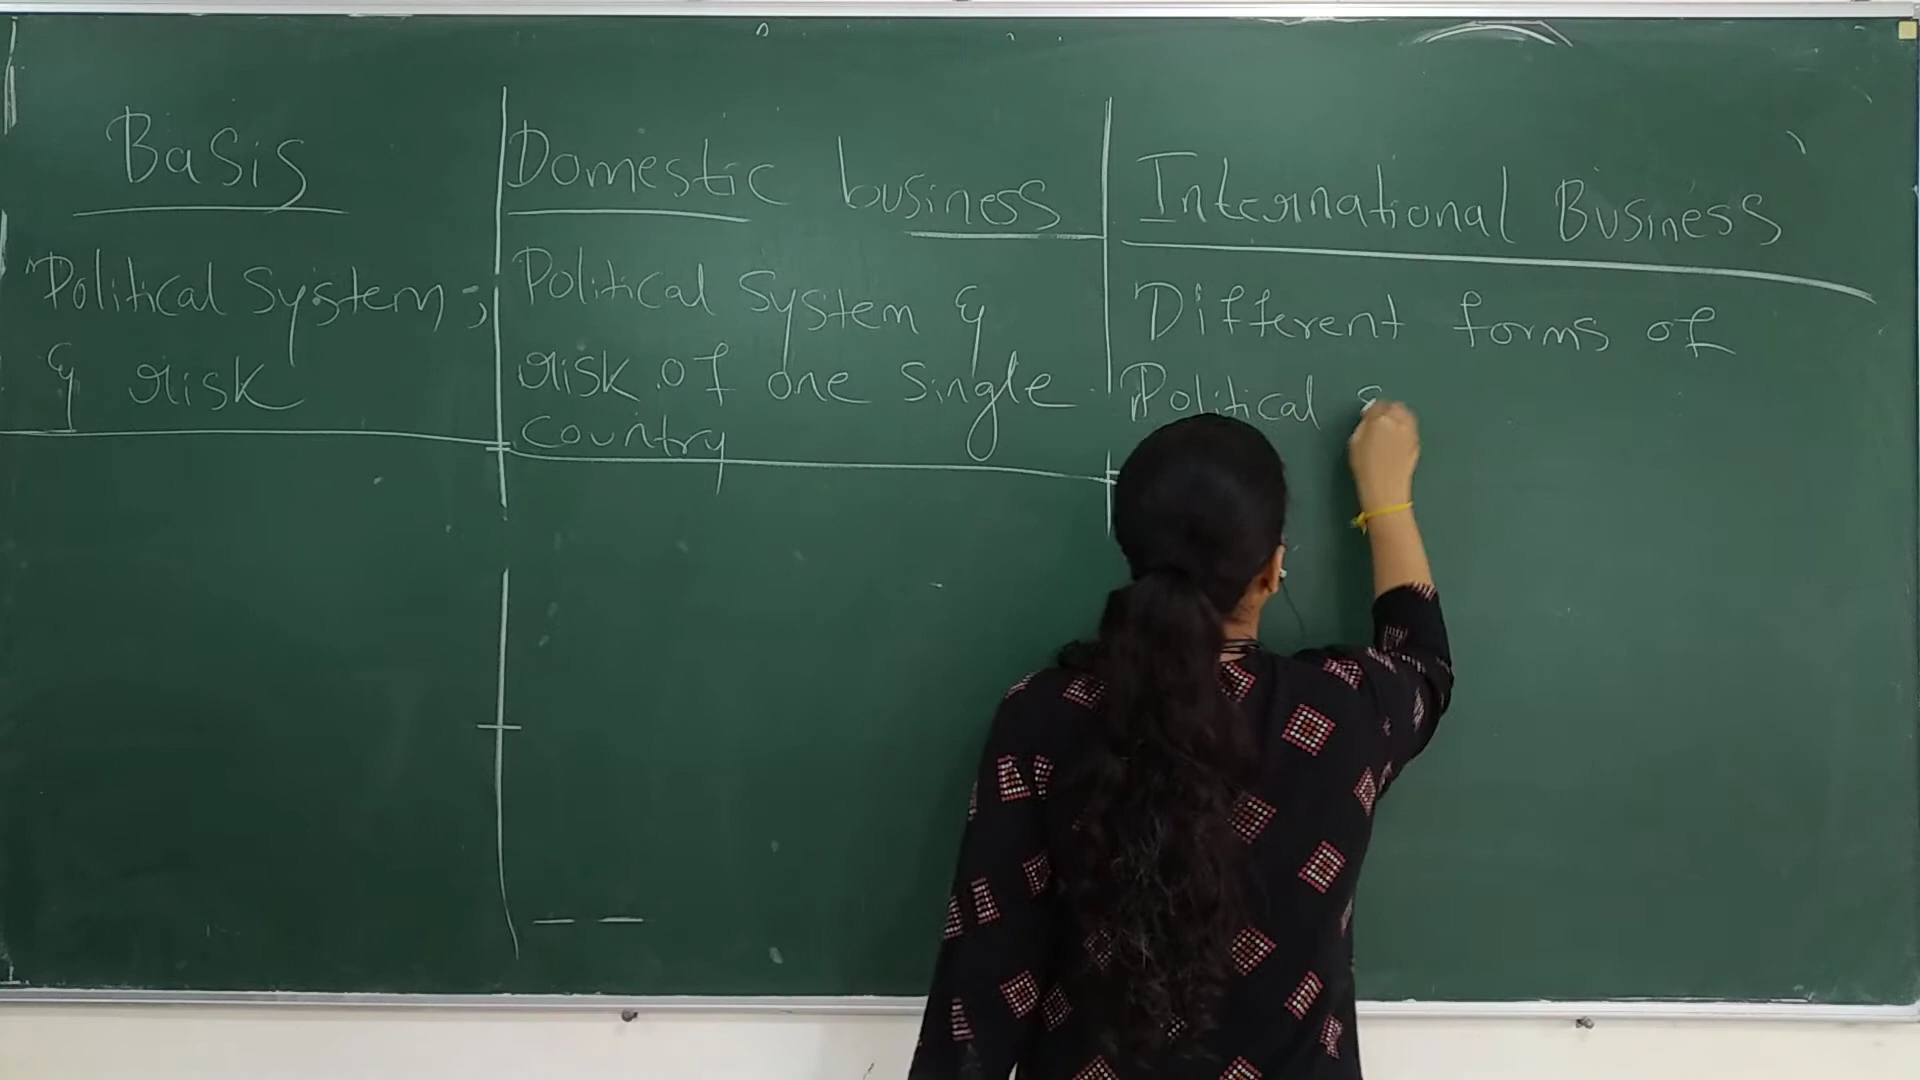 Basis
Domestic business
International Business
Political System;
& risk
Political System &
risk of one Single
Country
Different forms of
Political S